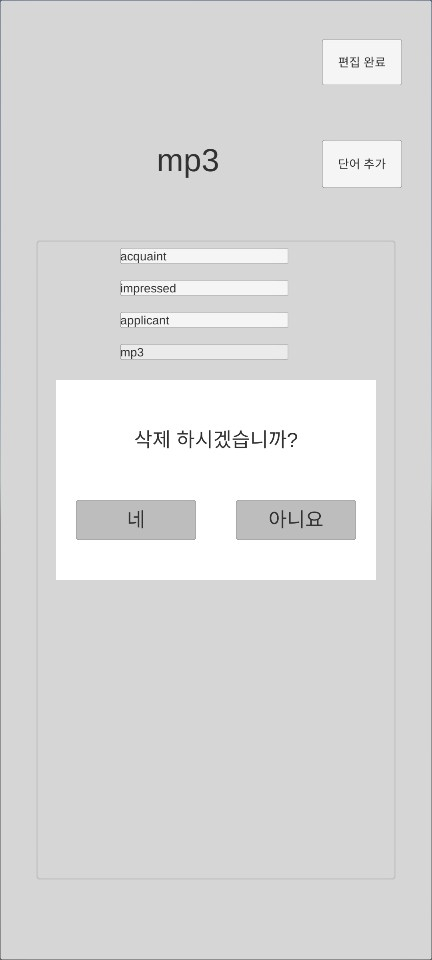 편집 완료
mp3
단어 추가
acquaint
impressed
applicant
mp3
삭제 하시겠습니까?
네
아니요